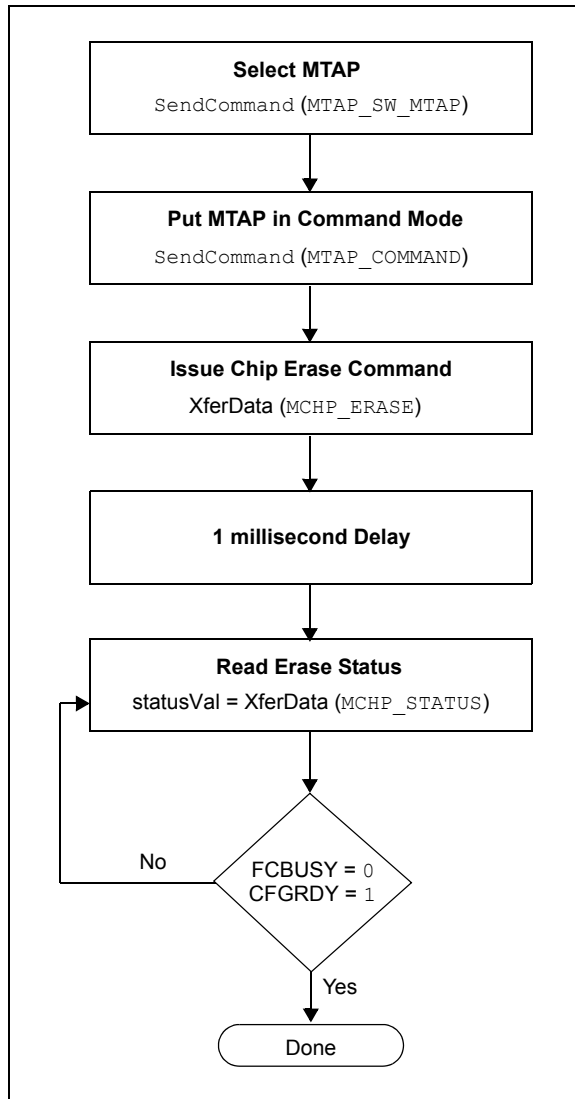 Select MTAP
SendCommand (MTAP_SW_MTAP)
Put MTAP in Command Mode
SendCommand (MTAP_COMMAND)
Issue Chip Erase Command
XferData (MCHP_ERASE)
1 millisecond Delay
Read Erase Status
statusVal = XferData (MCHP_STATUS)
No
FCBUSY = 0
CFGRDY = 1
Yes
Done